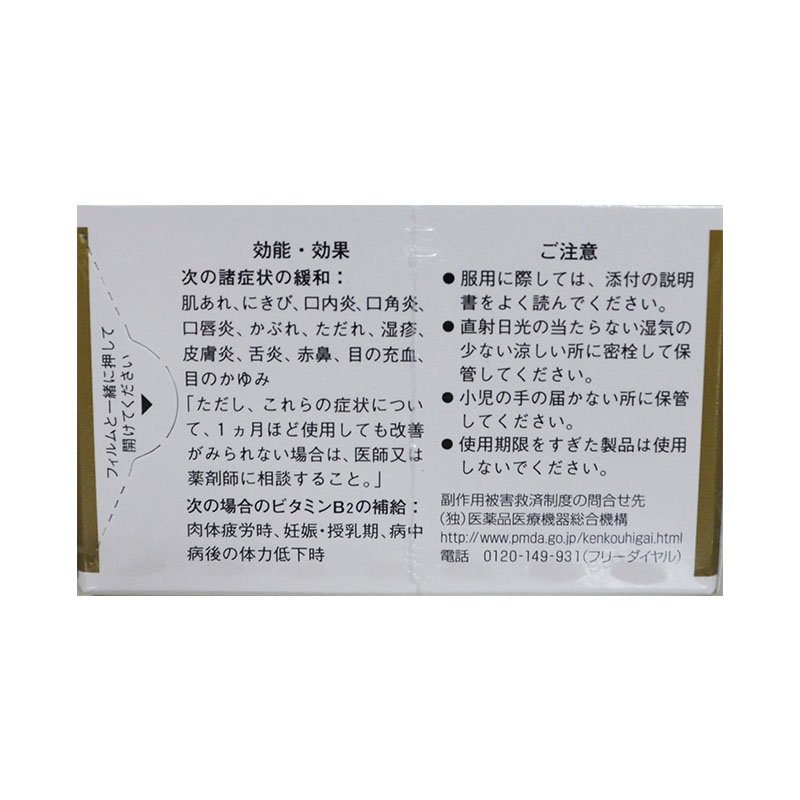 フィルムと一緒に押して
開けてください
効能・効果
次の諸症状の緩和：
肌あれ、にきび、口内炎、口角炎、
口唇炎、かぶれ、ただれ、湿疹、
皮膚炎、舌炎、赤鼻、目の充血、
目のかゆみ
「ただし、これらの症状につい
て、1ヵ月ほど使用しても改善
がみられない場合は、医師又は
薬剤師に相談すること。」
次の場合のビタミンB2の補給：
肉体疲労時、妊娠・授乳期、病中
病後の体力低下時
ご注意
●服用に際しては、添付の説明
書をよく読んでください。
●直射日光の当たらない湿気の
少ない涼しい所に密栓して保
管してください。
●小児の手の届かない所に保管
してください。
●使用期限をすぎた製品は使用
しないでください。
副作用被害救済制度の問合せ先
（独）医薬品医療機器総合機構
http://www.pmda.go.jp/kenkouhigai.html
電話 0120-149-931（フリーダイヤル）